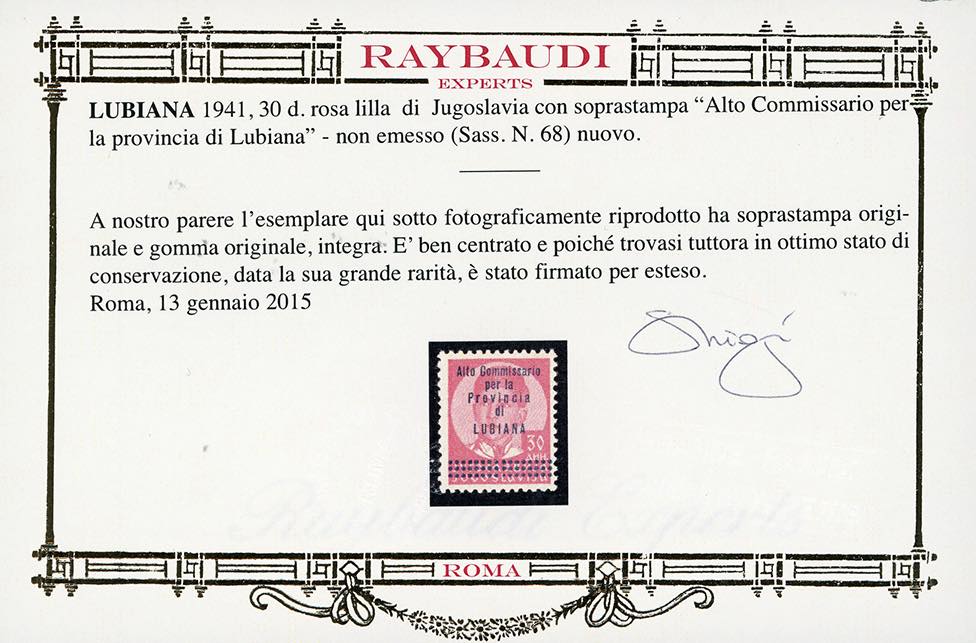 RAYBAUDI
EXPERTS
LUBIANA 1941, 30 d. rosa lilla di Jugoslavia con soprastampa “Alto Commissario per
la provincia di Lubiana” - non emesso (Sass. N. 68) nuovo.
A nostro parere l’esemplare qui sotto fotograficamente riprodotto ha soprastampa origi-
nale e gomma originale, integra. E’ ben centrato e poiché trovasi tuttora in ottimo stato di
conservazione, data la sua grande rarità, è stato firmato per esteso.
Roma, 13 gennaio 2015
Alto Commissario
per la
Provincia
di
LUBIANA
30
ДИН
Raybaudi Experts
ROMA